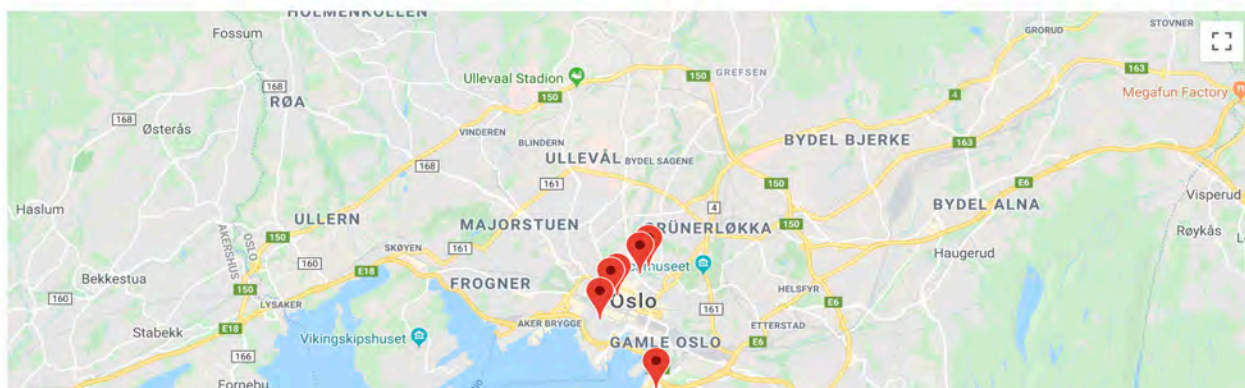 HOLMENKOLLEN
STOVNER
GRORUD
Fossum
GREFSEN
Ullevaal Stadion
150
163
168
4
Megafun Factory
RØA
150
168
168
Østerås
VINDEREN
BLINDERN
BYDEL BJERKE
163
ULLEVÅL
BYDEL SAGENE
168
161
150
E6
Visperud
Haslum
ULLERN
MAJORSTUEN
4
BYDEL ALNA
AKERSHUS
OSLO
150
SKØYEN
161
150
Røykås
Haugerud
Bekkestua
160
E18
FROGNER
museet
HELSFYR
160
150
LYSAKER
Oslo
161
E6
Stabekk
E18
Vikingskipshuset
AKER BRYGGE
ETTERSTAD
GAMLE OSLO
E6
166
Fornebu